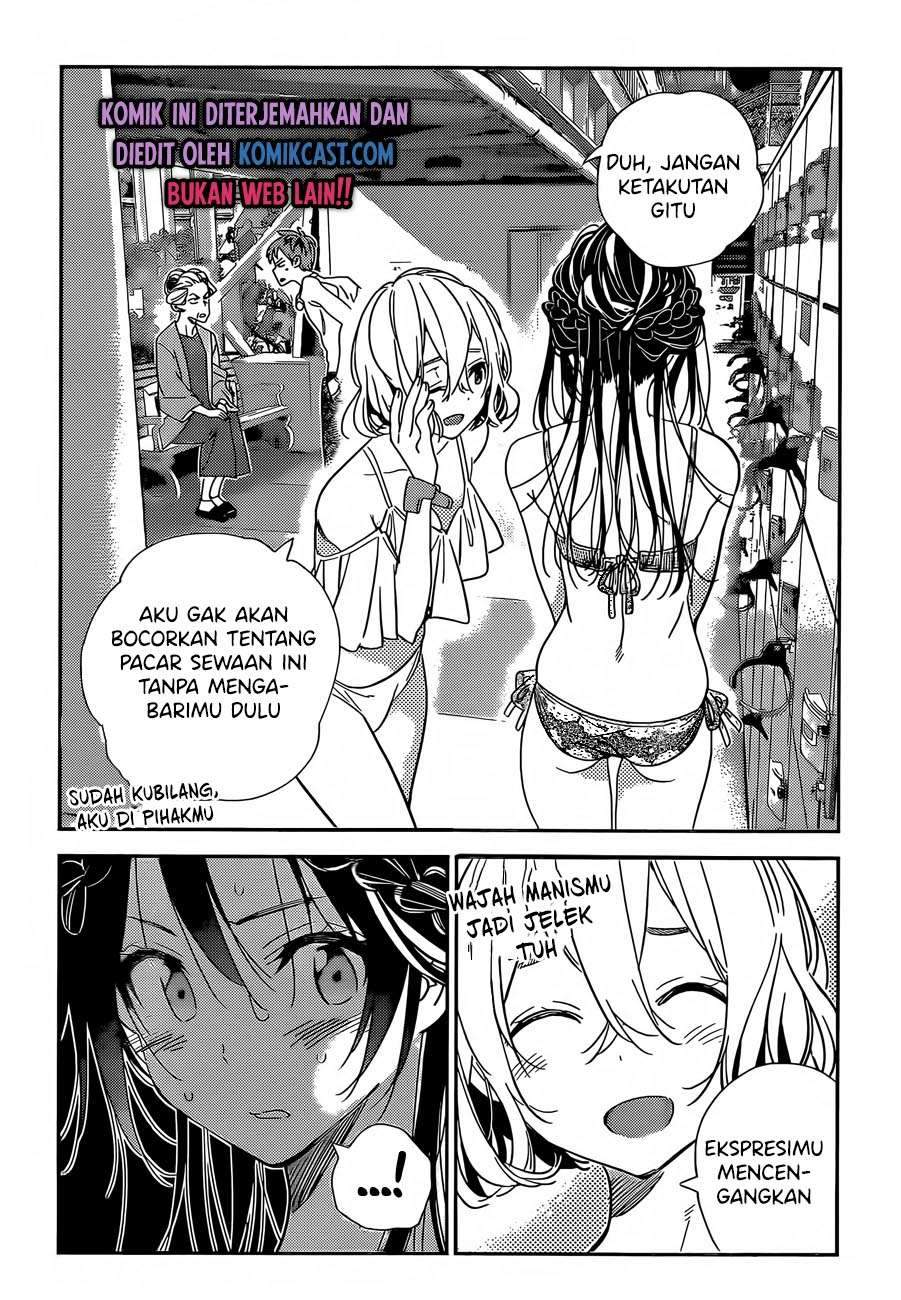 KOMIK INI DITERJEMAHKAN DAN
DIEDIT OLEH KOMIKCAST.COM
BUKAN WEB LAIN!!
DUH, JANGAN
KETAKUTAN
GITU
AKU GAK AKAN
BOCORKAN TENTANG
PACAR SEWAAN INI
TANPA MENGA-
BARIMU DULU
SUDAH KUBILANG,
AKU DI PIHAKMU
WAJAH MANISMU
JADI JELEK
TUH
EKSPRESIMU
MENCEN-
GANGKAN
....!